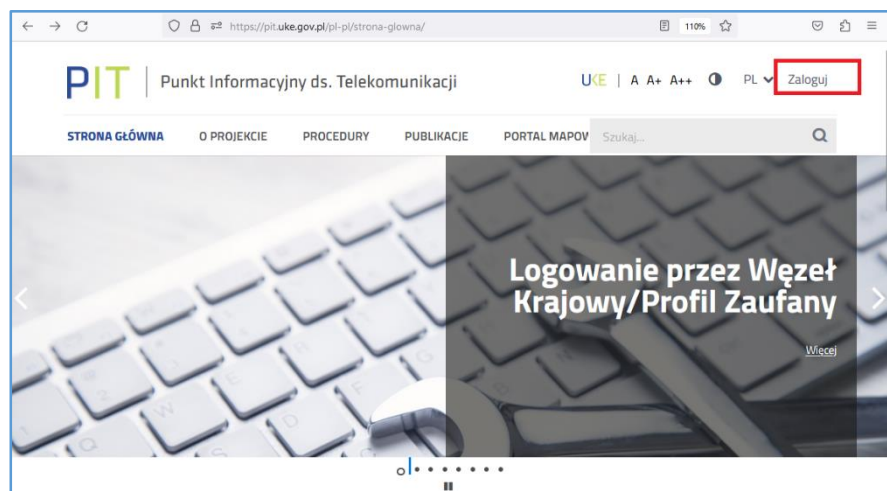 https://pit.uke.gov.pl/pl-pl/strona-glowna/ 110%
PIT Punkt Informacyjny ds. Telekomunikacji UKE | A A+ A++ PL Zaloguj
STRONA GŁÓWNA O PROJEKCIE PROCEDURY PUBLIKACJE PORTAL MAPOW Szukaj...
Logowanie przez Węzeł
Krajowy/Profil Zaufany
Więcej